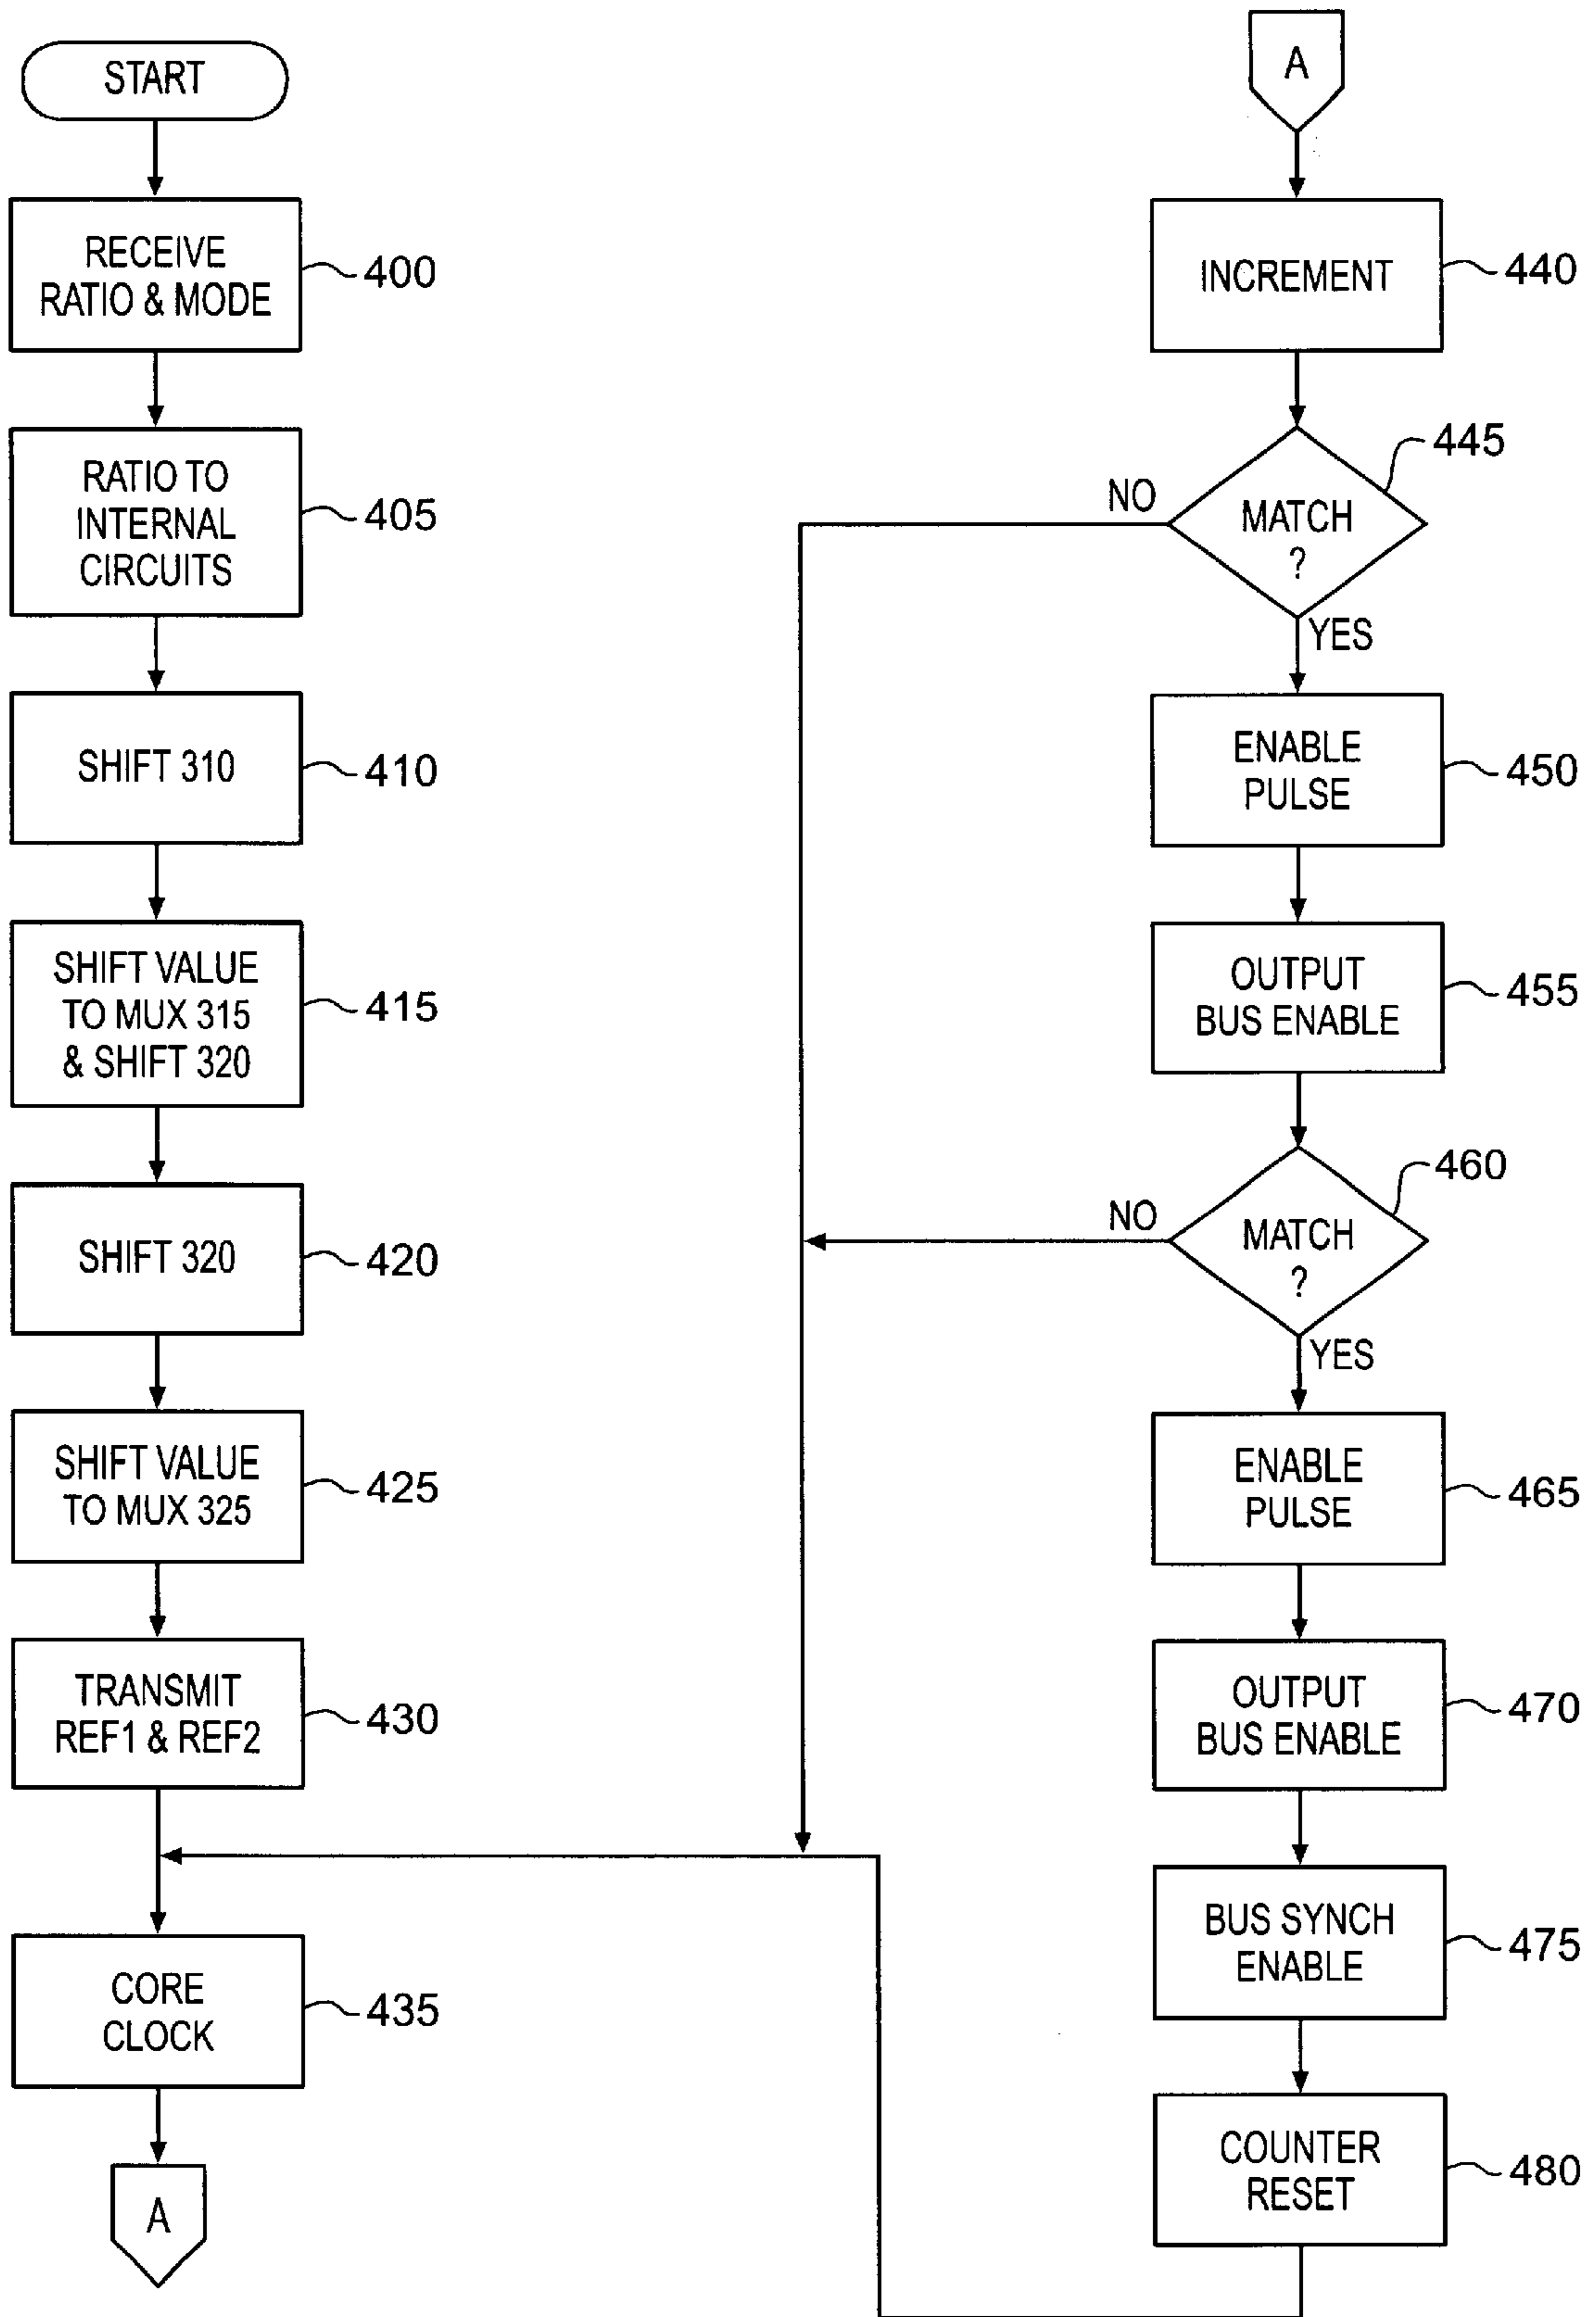 START
RECEIVE
RATIO & MODE
400
RATIO TO
INTERNAL
CIRCUITS
405
SHIFT 310
410
SHIFT VALUE
TO MUX 315
& SHIFT 320
415
SHIFT 320
420
SHIFT VALUE
TO MUX 325
425
TRANSMIT
REF1 & REF2
430
CORE
CLOCK
435
A
A
INCREMENT
440
445
NO
MATCH
?
YES
ENABLE
PULSE
450
OUTPUT
BUS ENABLE
455
460
NO
MATCH
?
YES
ENABLE
PULSE
465
OUTPUT
BUS ENABLE
470
BUS SYNCH
ENABLE
475
COUNTER
RESET
480